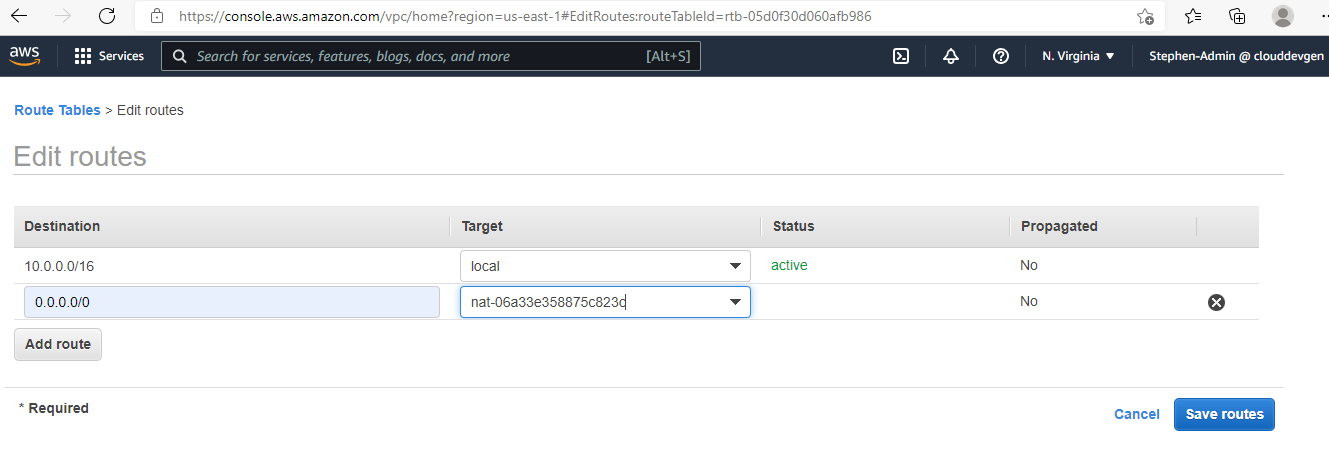 https://console.aws.amazon.com/vpc/home?region=us-east-1#EditRoutes:routeTableId=rtb-05d0f30d060afb986
aws Services Search for services, features, blogs, docs, and more [Alt+S] N. Virginia Stephen-Admin @ clouddevgen
Route Tables > Edit routes
Edit routes
Destination Target Status Propagated
10.0.0.0/16 local active No
0.0.0.0/0 nat-06a33e358875c823c No
Add route
* Required Cancel Save routes